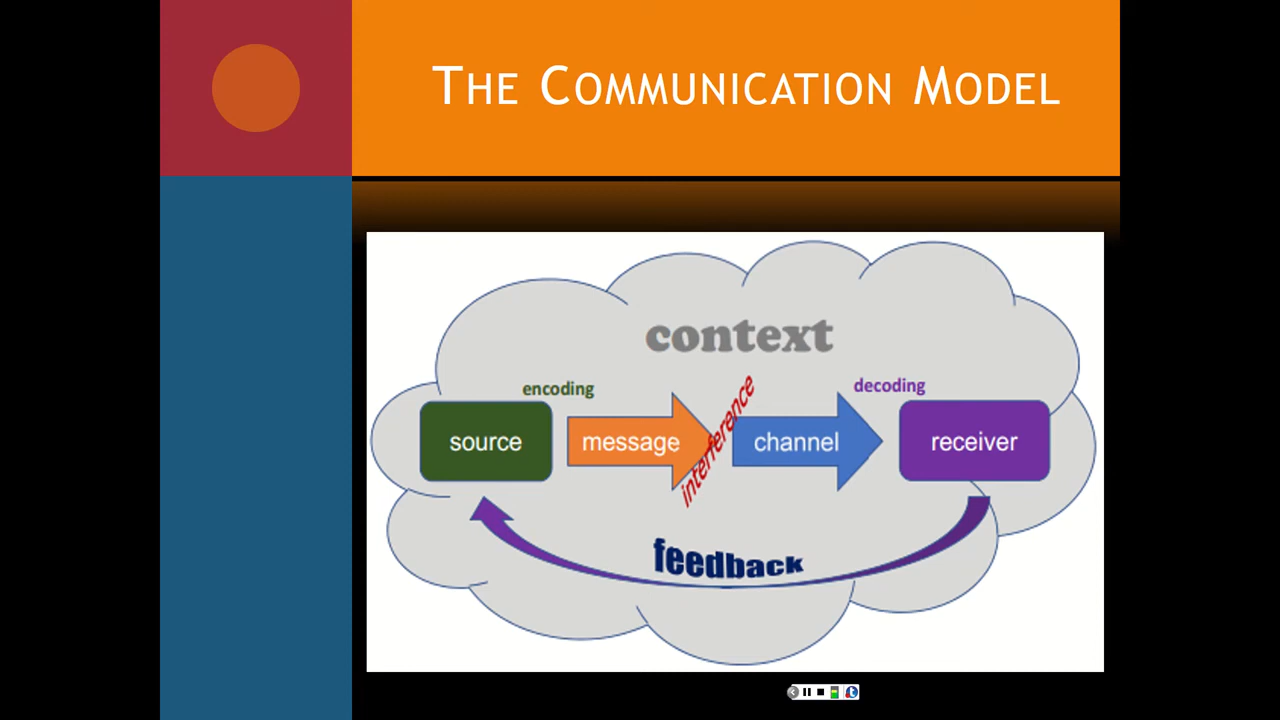 THE COMMUNICATION MODEL
context
encoding
decoding
source
message
interference
channel
receiver
feedback